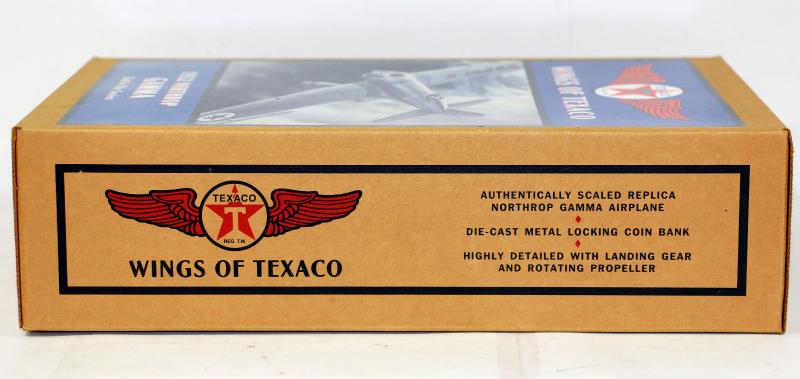 WINGS OF TEXACO
GAMMA
TEXACO
T
REG. T.M.
WINGS OF TEXACO
AUTHENTICALLY SCALED REPLICA
NORTHROP GAMMA AIRPLANE
DIE-CAST METAL LOCKING COIN BANK
HIGHLY DETAILED WITH LANDING GEAR
AND ROTATING PROPELLER